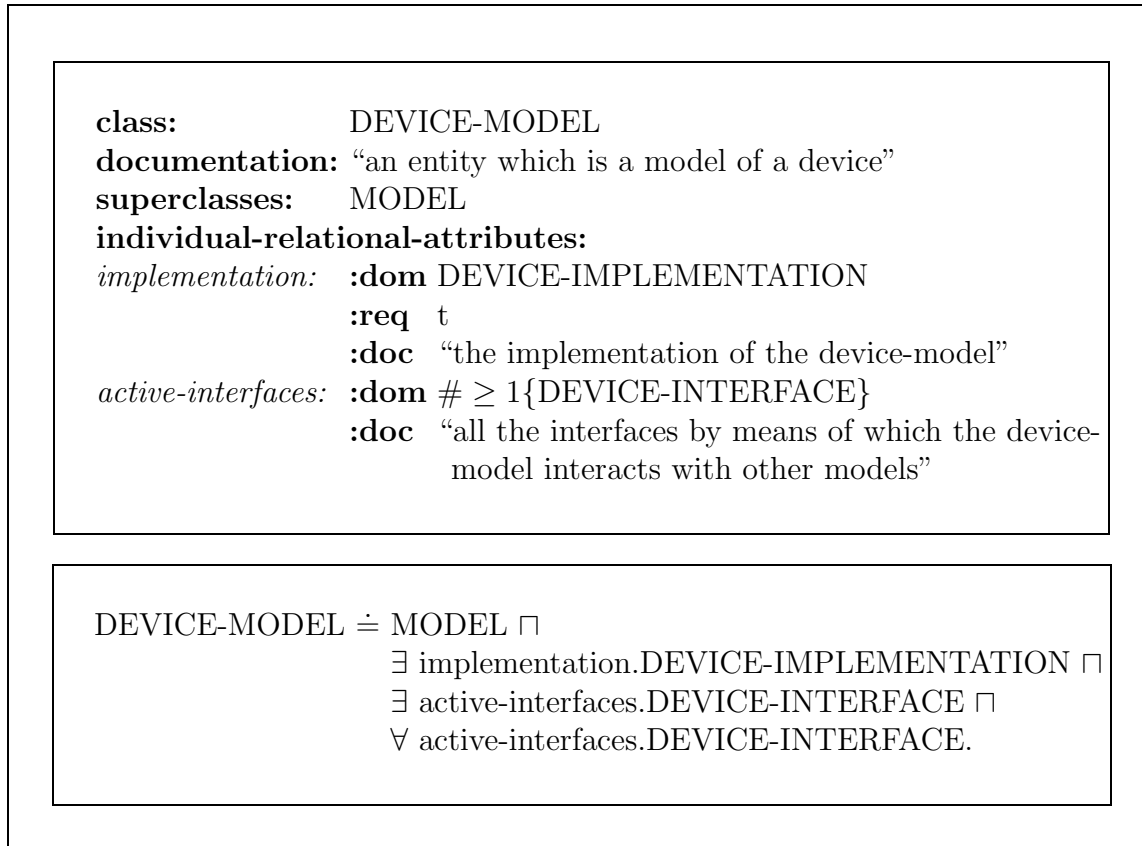 class: DEVICE-MODEL
documentation: “an entity which is a model of a device”
superclasses: MODEL
individual-relational-attributes:
implementation: :dom DEVICE-IMPLEMENTATION
:req t
:doc “the implementation of the device-model”
active-interfaces: :dom # ≥ 1{DEVICE-INTERFACE}
:doc “all the interfaces by means of which the device-
model interacts with other models”
DEVICE-MODEL ≐ MODEL ⊓
∃ implementation.DEVICE-IMPLEMENTATION ⊓
∃ active-interfaces.DEVICE-INTERFACE ⊓
∀ active-interfaces.DEVICE-INTERFACE.